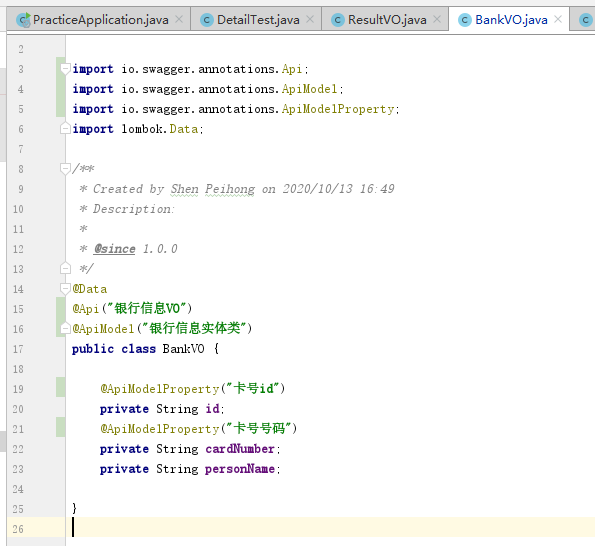 PracticeApplication.java × DetailTest.java × ResultVO.java × BankVO.java ×
2
3 import io.swagger.annotations.Api;
4 import io.swagger.annotations.ApiModel;
5 import io.swagger.annotations.ApiModelProperty;
6 import lombok.Data;
7
8 /**
9 * Created by Shen Peihong on 2020/10/13 16:49
10 * Description:
11 *
12 * @since 1.0.0
13 */
14 @Data
15 @Api("银行信息VO")
16 @ApiModel("银行信息实体类")
17 public class BankVO {
18
19 @ApiModelProperty("卡号id")
20 private String id;
21 @ApiModelProperty("卡号号码")
22 private String cardNumber;
23 private String personName;
24
25 }
26